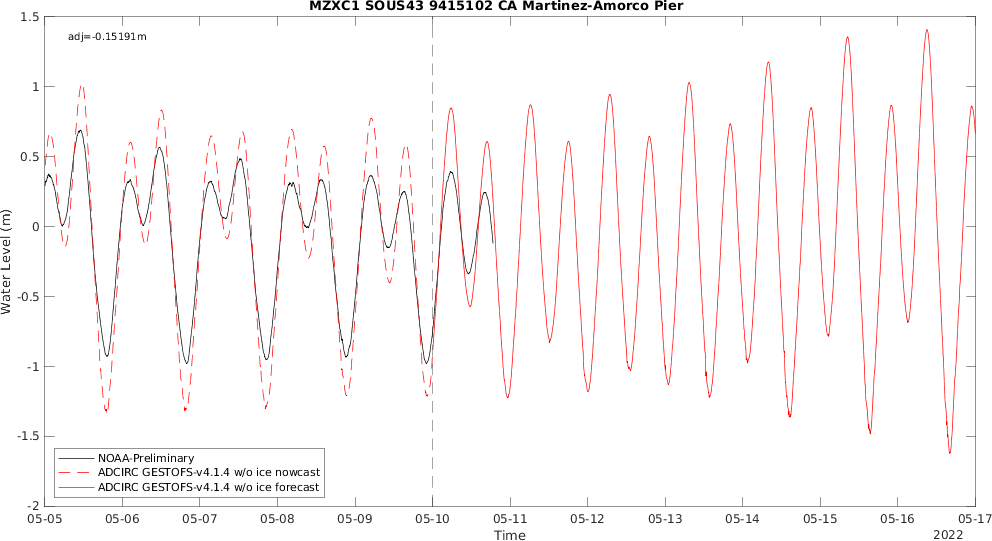 MZXC1 SOUS43 9415102 CA Martinez-Amorco Pier
adj=-0.15191m
1.5
1
0.5
0
-0.5
-1
-1.5
-2
Water Level (m)
NOAA-Preliminary
ADCIRC GESTOFS-v4.1.4 w/o ice nowcast
ADCIRC GESTOFS-v4.1.4 w/o ice forecast
05-05 05-06 05-07 05-08 05-09 05-10 05-11 05-12 05-13 05-14 05-15 05-16 05-17
Time
2022